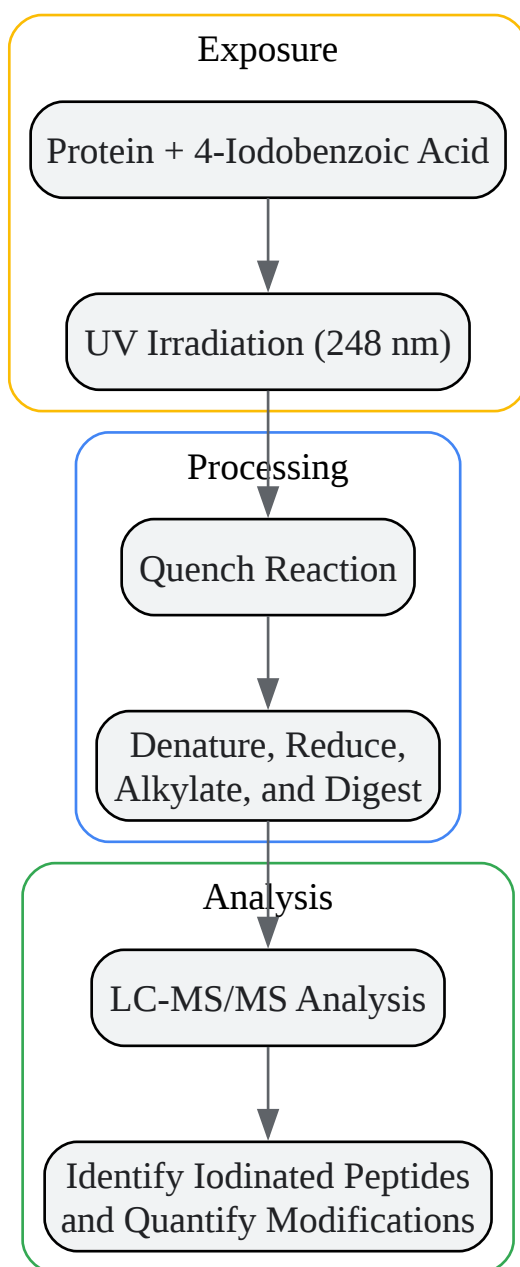 Exposure
Protein + 4-Iodobenzoic Acid
UV Irradiation (248 nm)
Processing
Quench Reaction
Denature, Reduce,
Alkylate, and Digest
Analysis
LC-MS/MS Analysis
Identify Iodinated Peptides
and Quantify Modifications